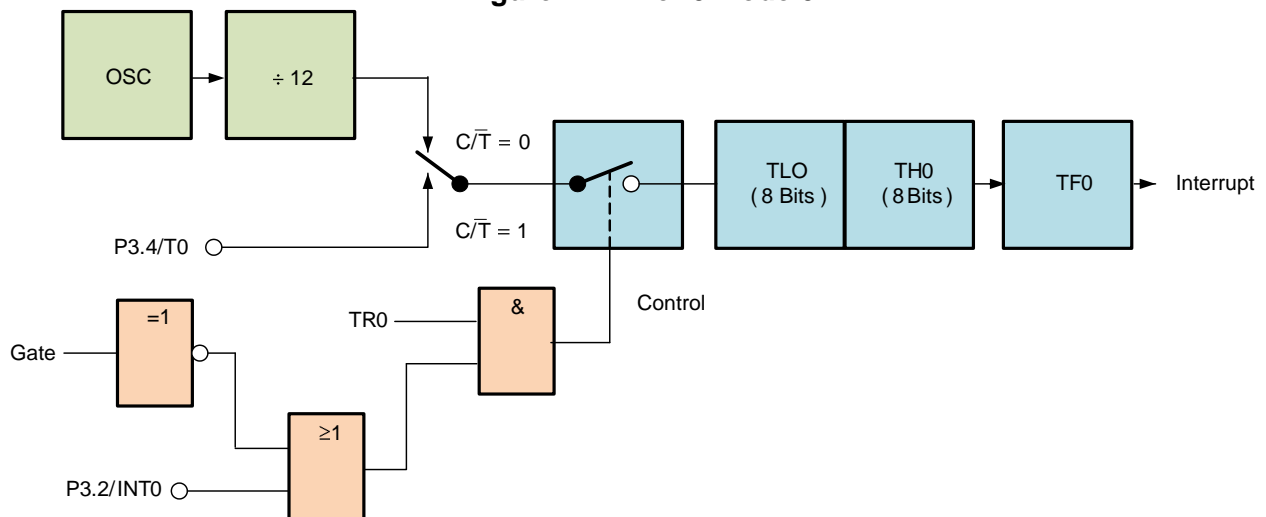 OSC
÷ 12
C/T̅ = 0
TLO
( 8 Bits )
TH0
( 8 Bits)
TF0
Interrupt
P3.4/T0
C/T̅ = 1
Control
TR0
&
=1
Gate
≥1
P3.2/INT0